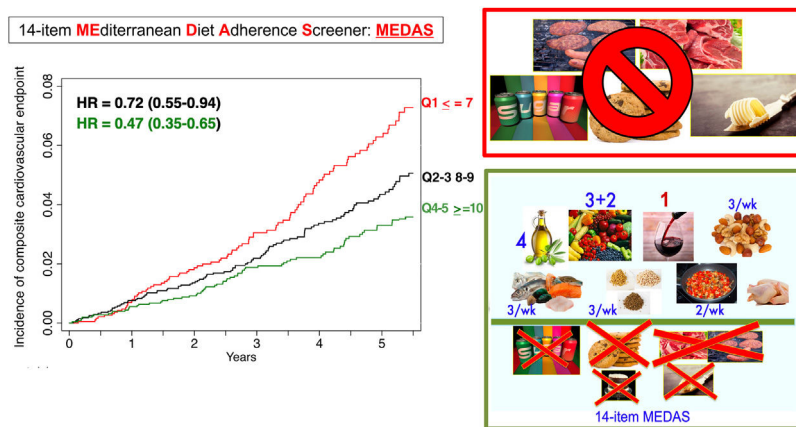 14-item MEditerranean Diet Adherence Screener: MEDAS
Incidence of composite cardiovascular endpoint
0.08
0.06
0.04
0.02
0.00
HR = 0.72 (0.55-0.94)
HR = 0.47 (0.35-0.65)
Q1 < = 7
Q2-3 8-9
Q4-5 >=10
0 1 2 3 4 5
Years
3+2
1
3/wk
4
3/wk
3/wk
2/wk
14-item MEDAS